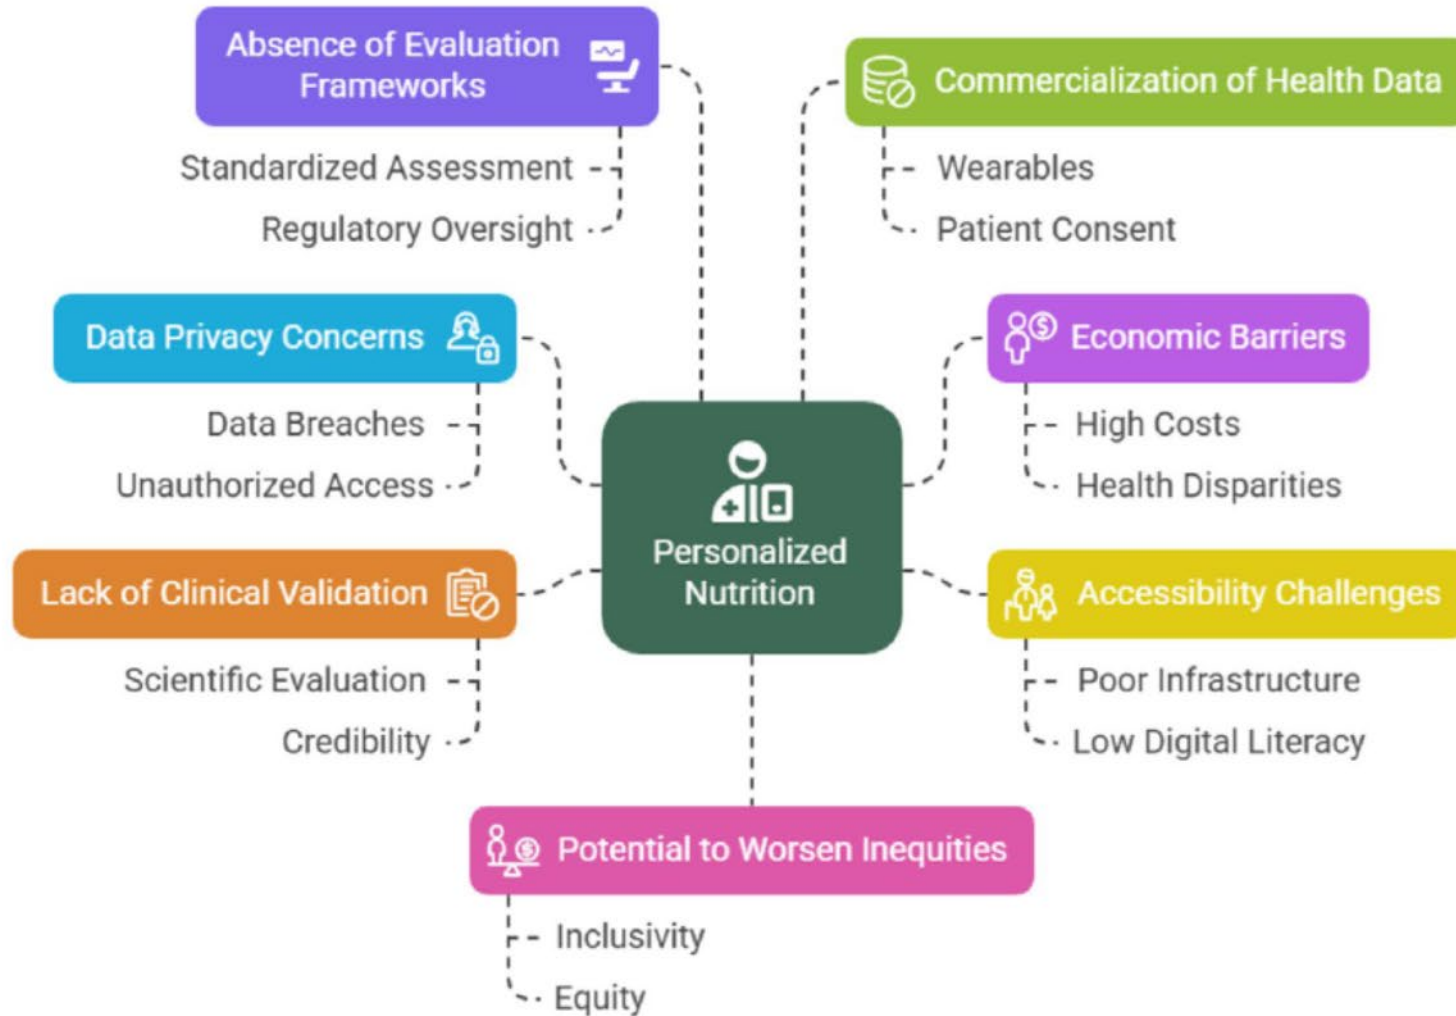 Absence of Evaluation
Frameworks
Standardized Assessment
Regulatory Oversight
Commercialization of Health Data
Wearables
Patient Consent
Data Privacy Concerns
Data Breaches
Unauthorized Access
Economic Barriers
High Costs
Health Disparities
Personalized
Nutrition
Lack of Clinical Validation
Scientific Evaluation
Credibility
Accessibility Challenges
Poor Infrastructure
Low Digital Literacy
Potential to Worsen Inequities
Inclusivity
Equity